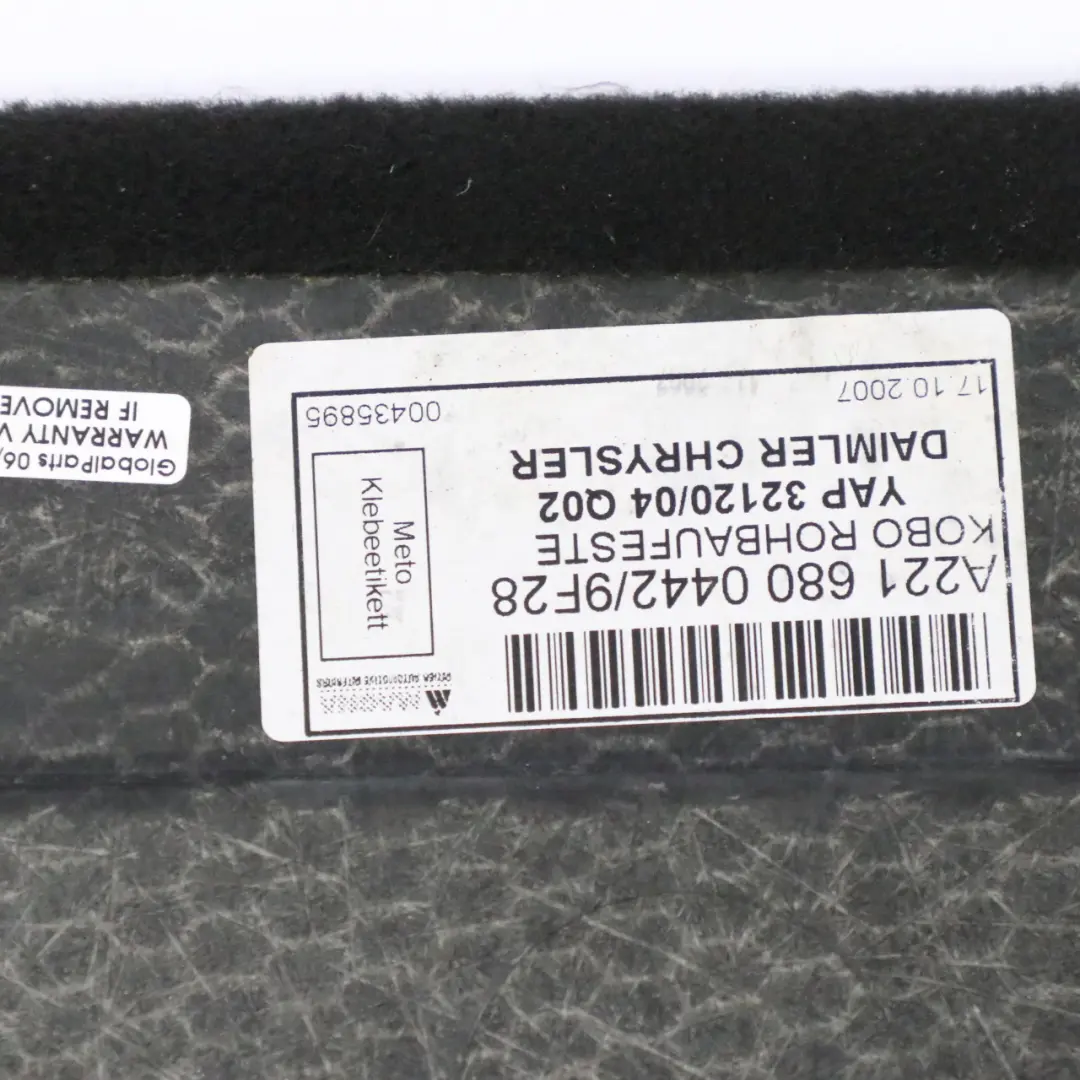 A221 680 0442/9F28
KOBO ROHBAUFESTE
YAP 32120/04 Q02
DAIMLER CHRYSLER
17.10.2007
00435895
Meto
Klebeetikett
GlobalParts 06/
WARRANTY V
IF REMOVE